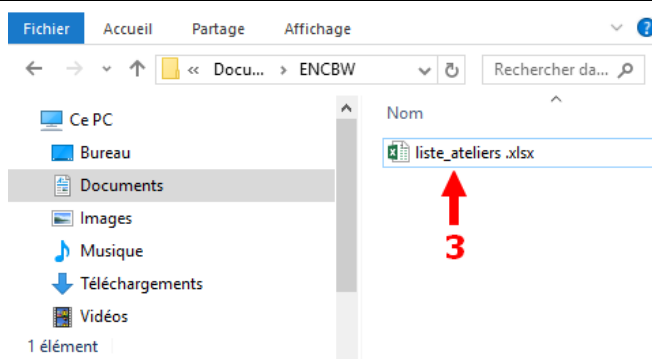 Fichier Accueil Partage Affichage ?
« Docu... > ENCBW Rechercher da...
Ce PC
Bureau
Documents
Images
Musique
Téléchargements
Vidéos
1 élément
Nom
liste_ateliers .xlsx
3